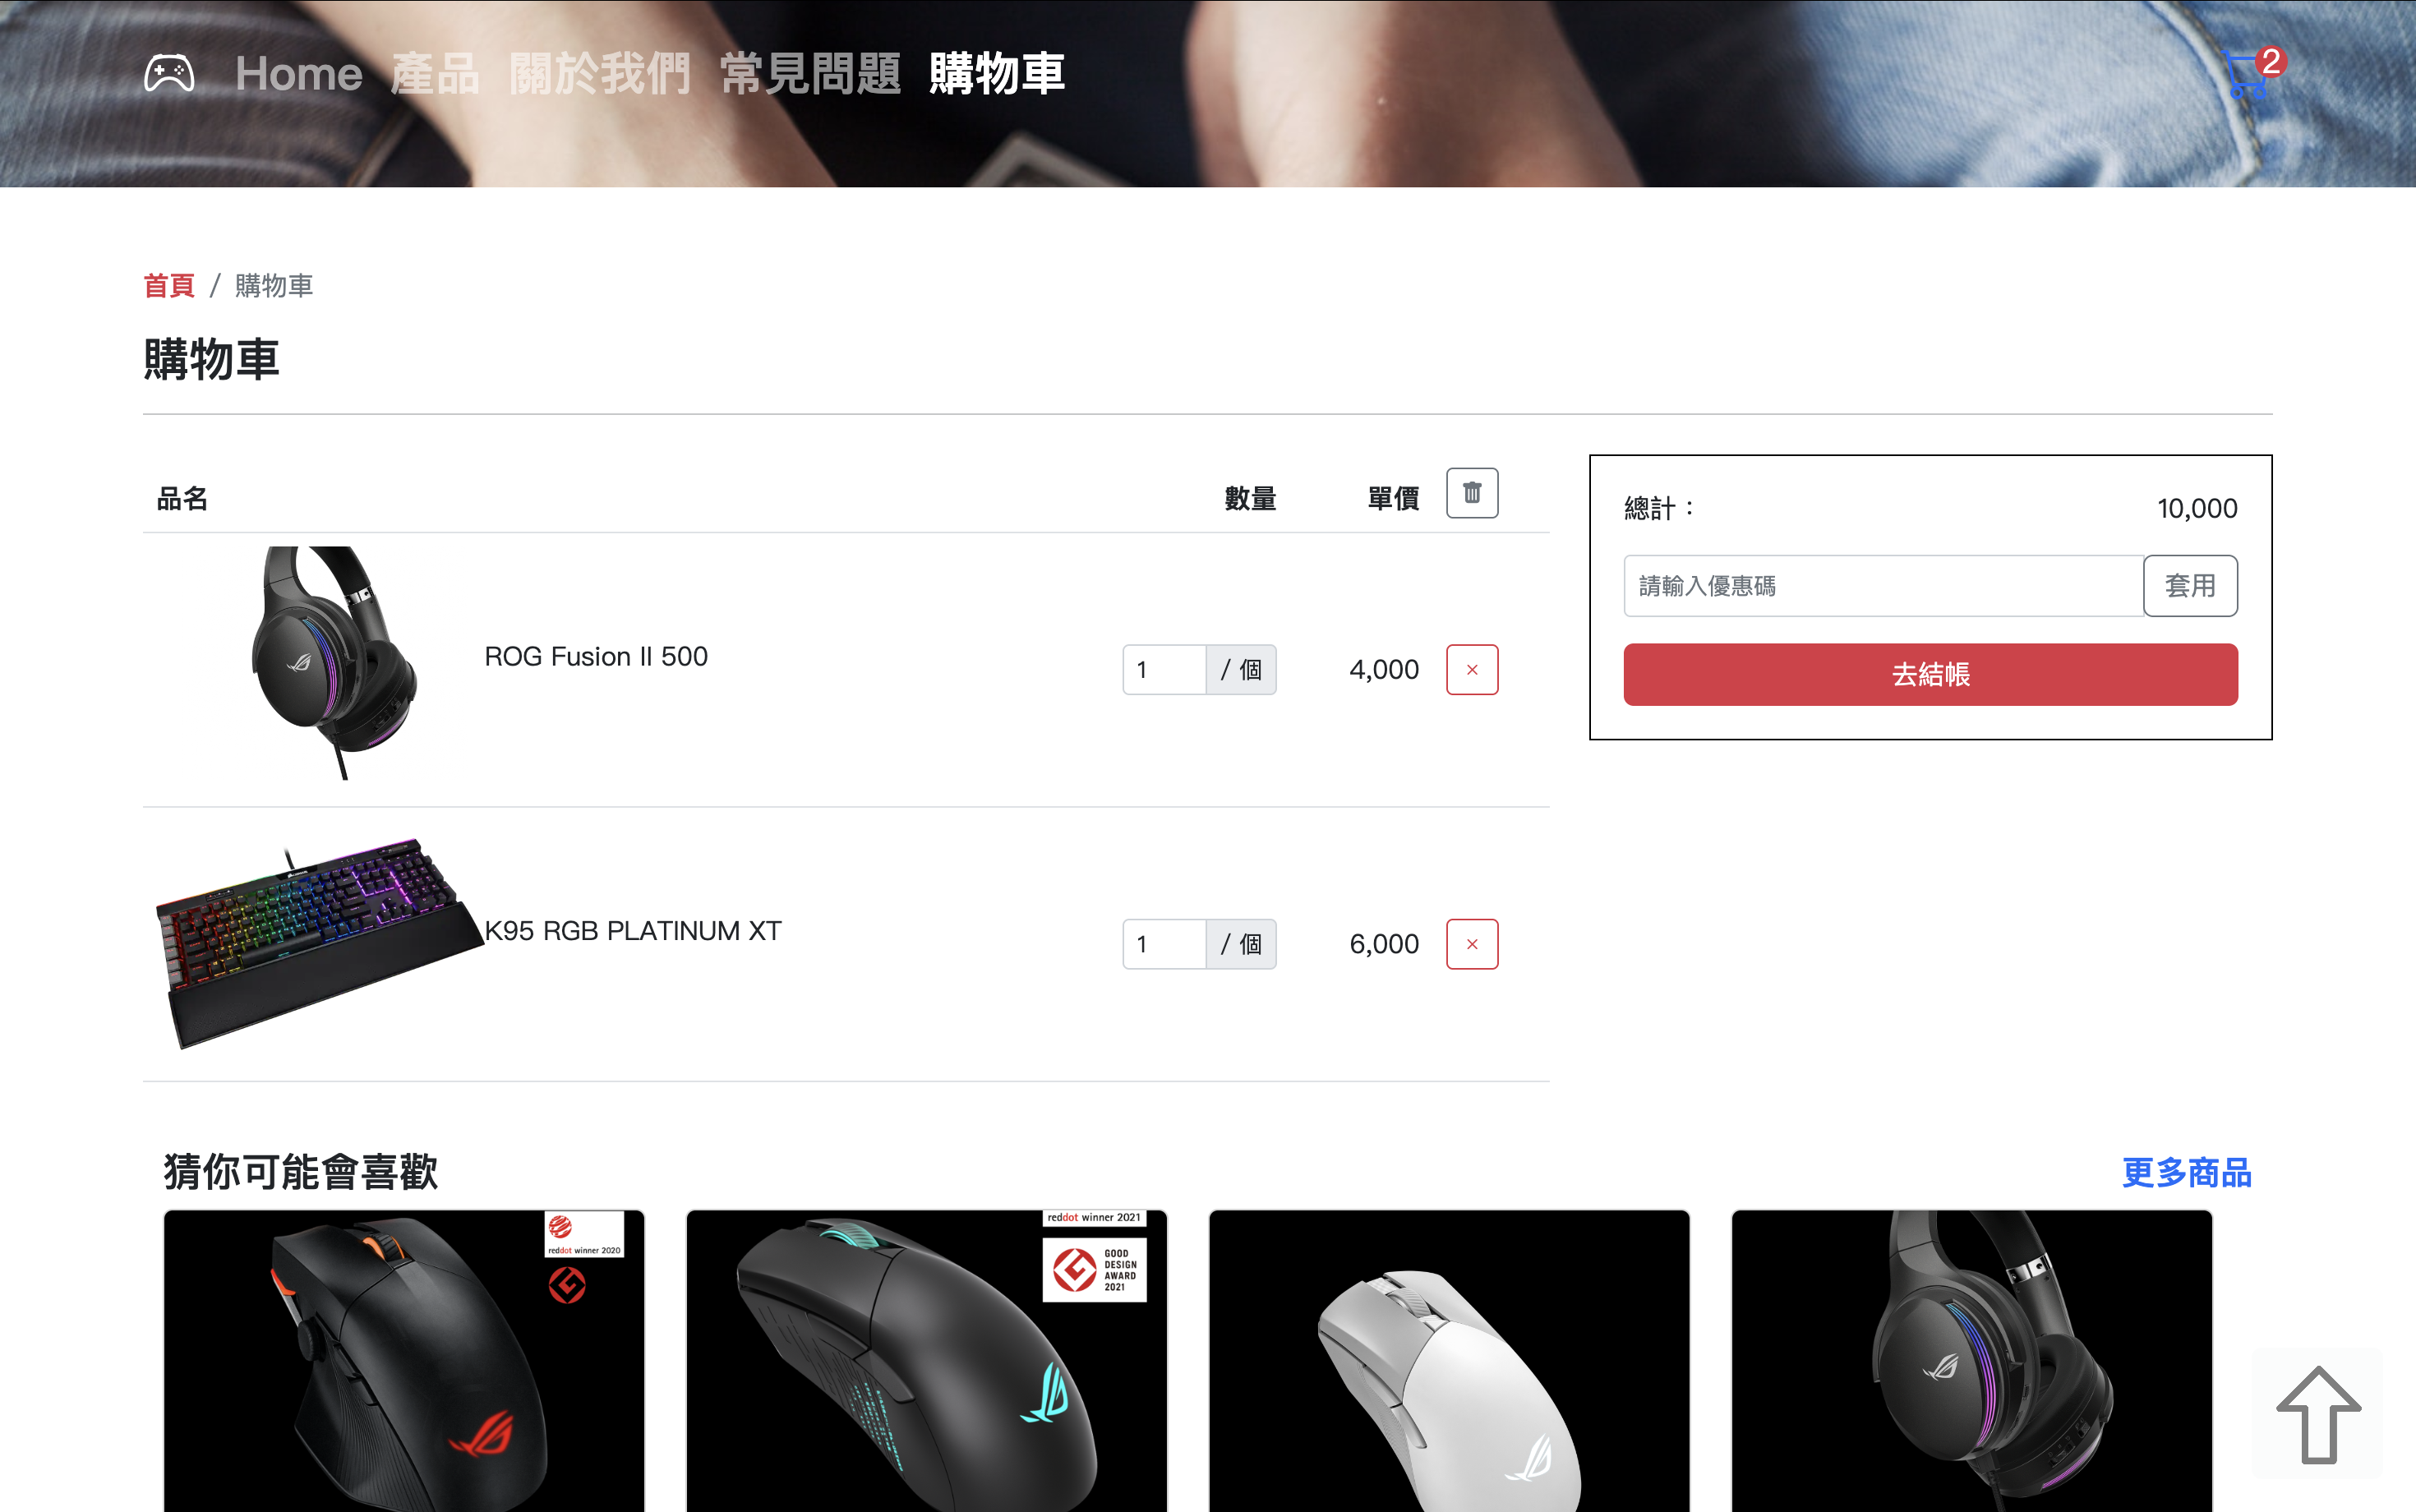 Home 產品 關於我們 常見問題 購物車
2
首頁 / 購物車
購物車
品名 數量 單價
ROG Fusion II 500 1 / 個 4,000 ×
K95 RGB PLATINUM XT 1 / 個 6,000 ×
總計： 10,000
請輸入優惠碼 套用
去結帳
猜你可能會喜歡 更多商品
reddot winner 2020
reddot winner 2021
GOOD
DESIGN
AWARD
2021